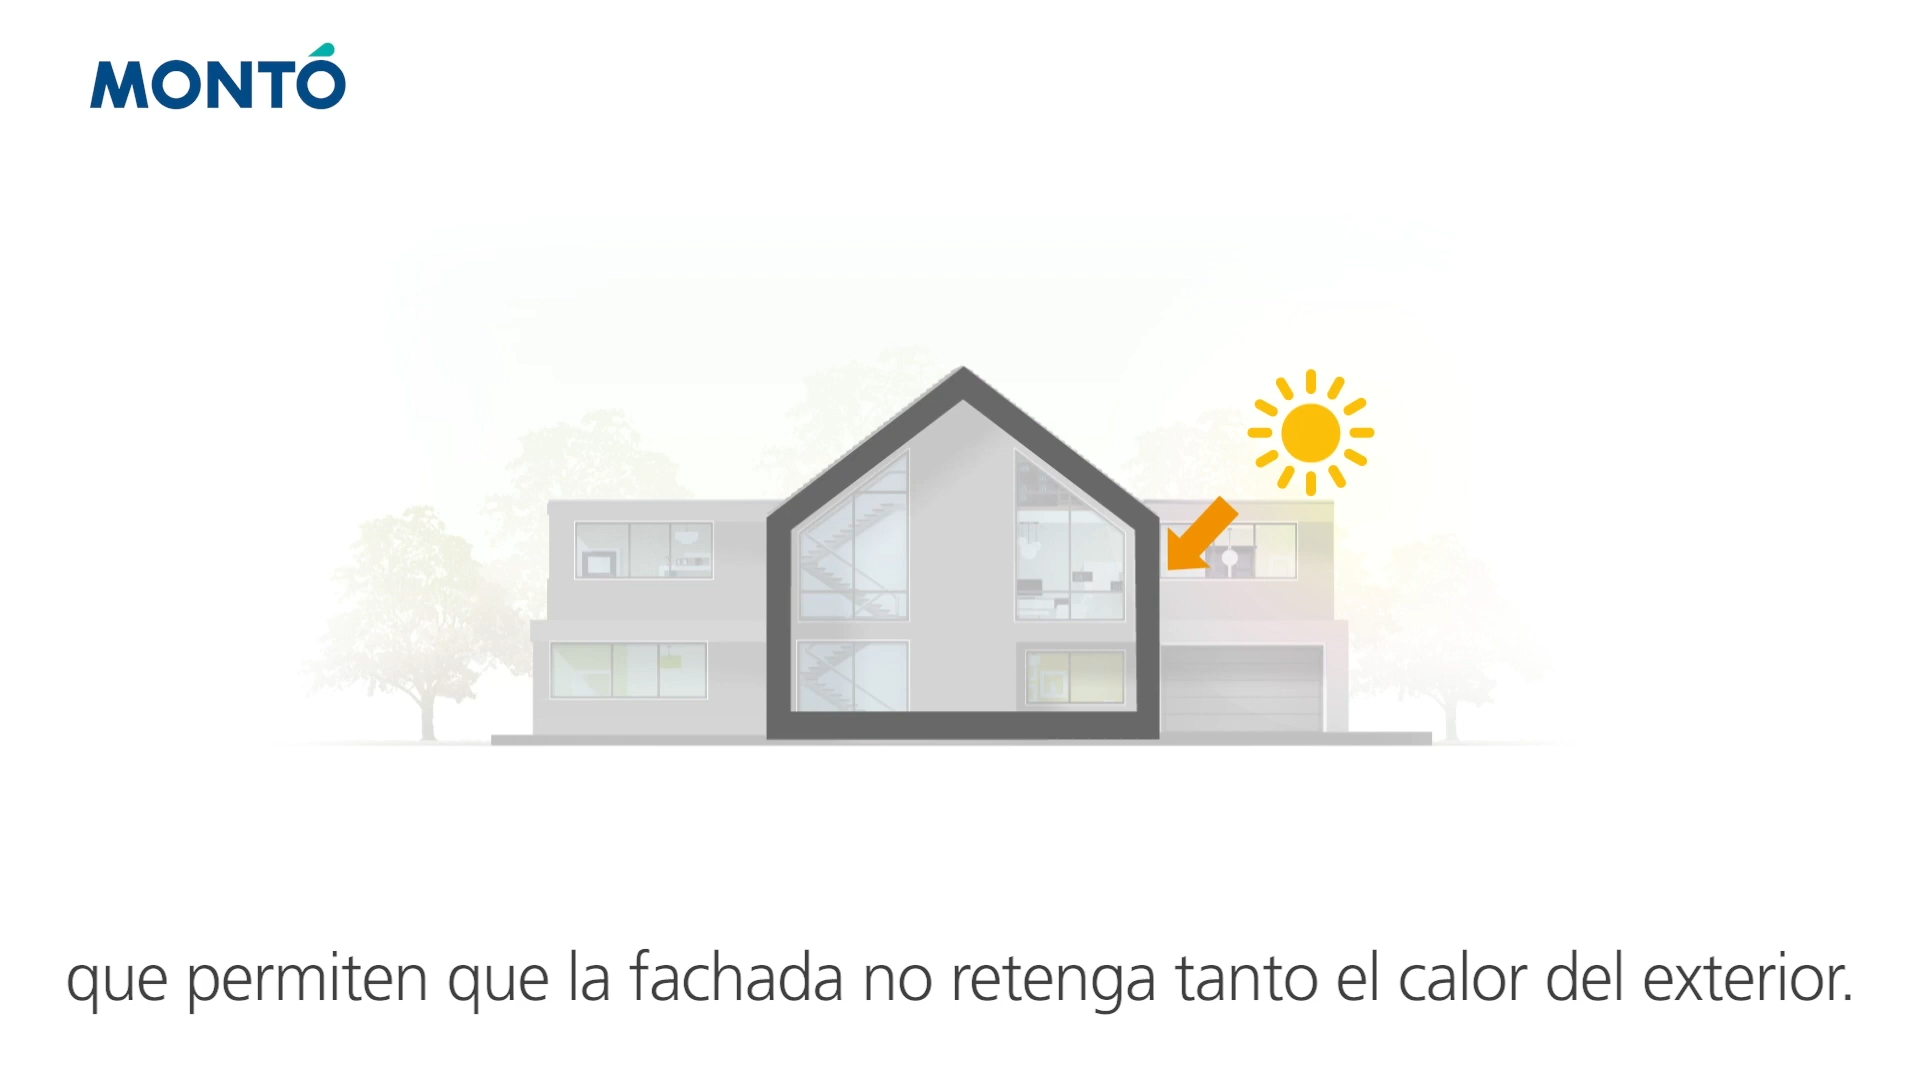 MONTÓ
que permiten que la fachada no retenga tanto el calor del exterior.